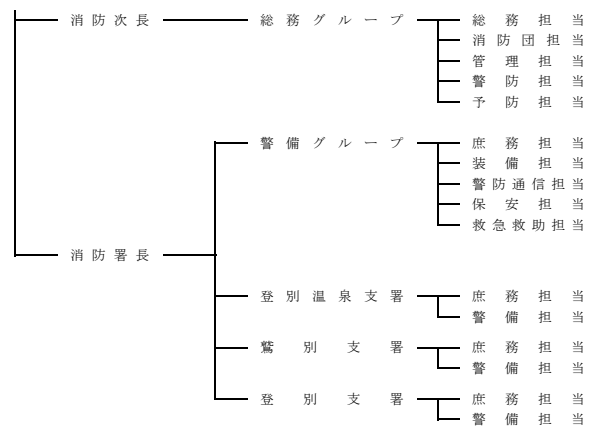 消防次長 総務グループ 総務担当
消防団担当
管理担当
警防担当
予防担当
警備グループ 庶務担当
装備担当
警防通信担当
保安担当
救急救助担当
消防署長
登別温泉支署 庶務担当
警備担当
鷲別支署 庶務担当
警備担当
登別支署 庶務担当
警備担当